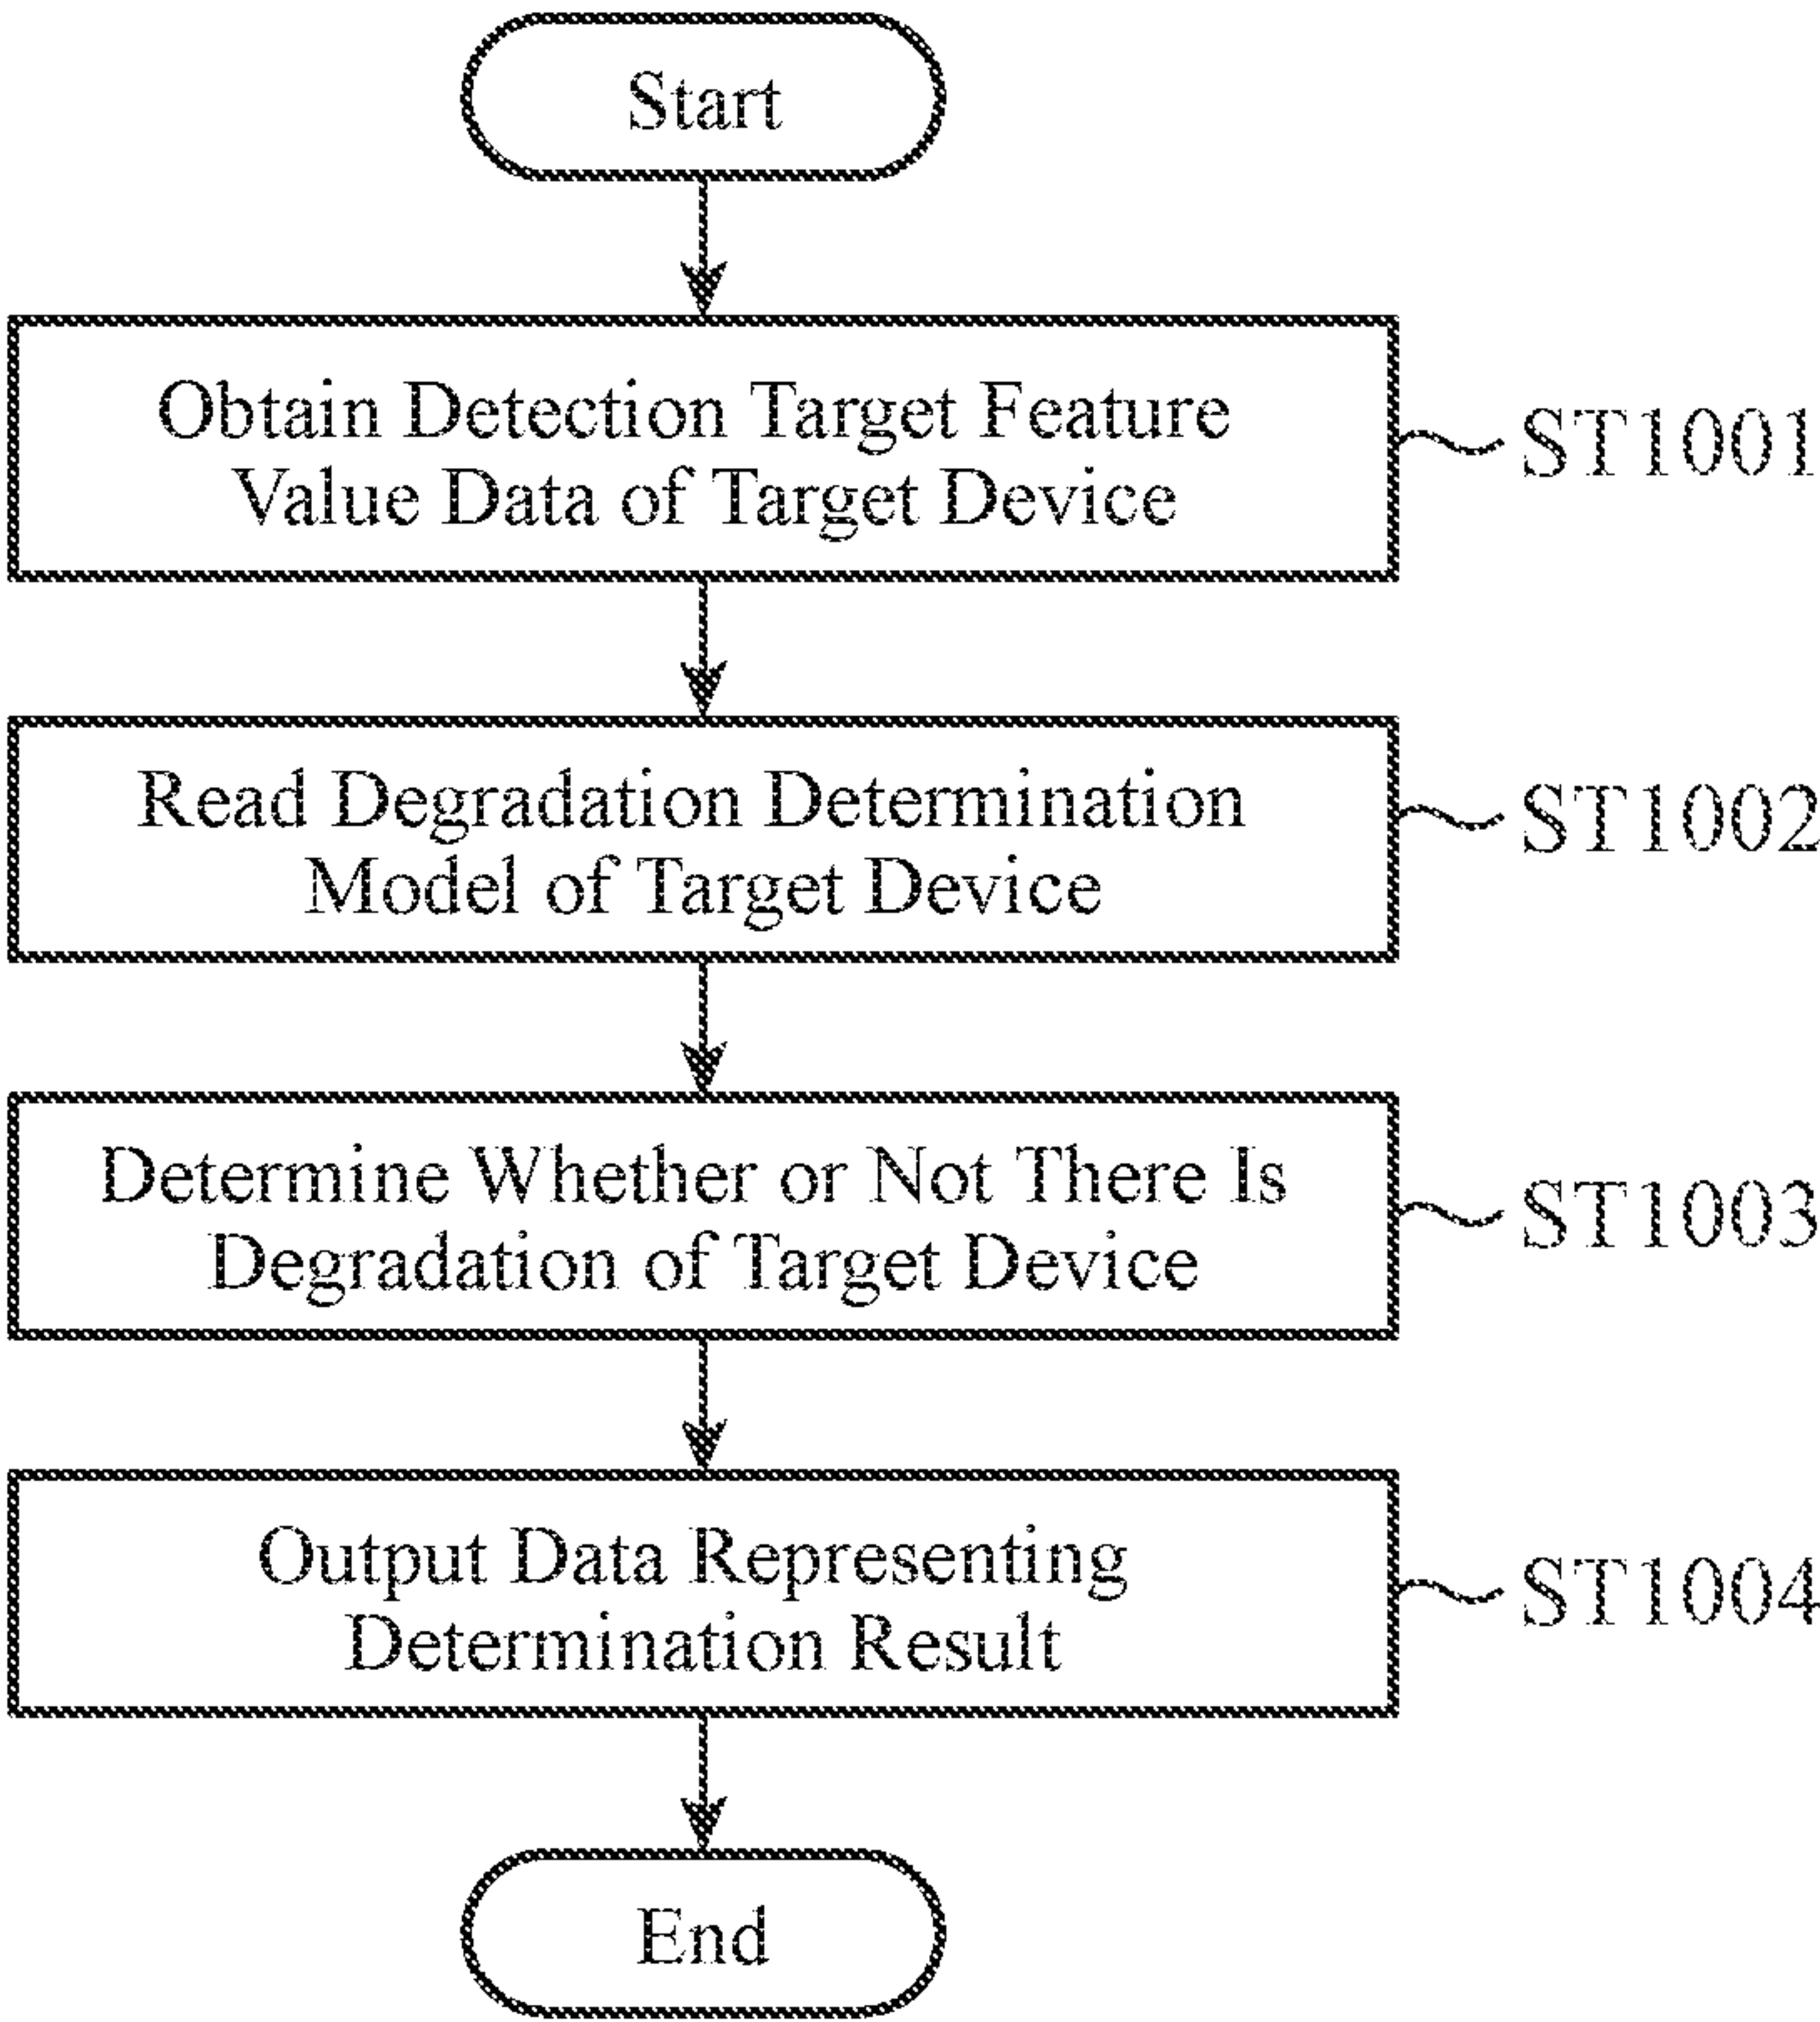 Start
Obtain Detection Target Feature
Value Data of Target Device
ST1001
Read Degradation Determination
Model of Target Device
ST1002
Determine Whether or Not There Is
Degradation of Target Device
ST1003
Output Data Representing
Determination Result
ST1004
End